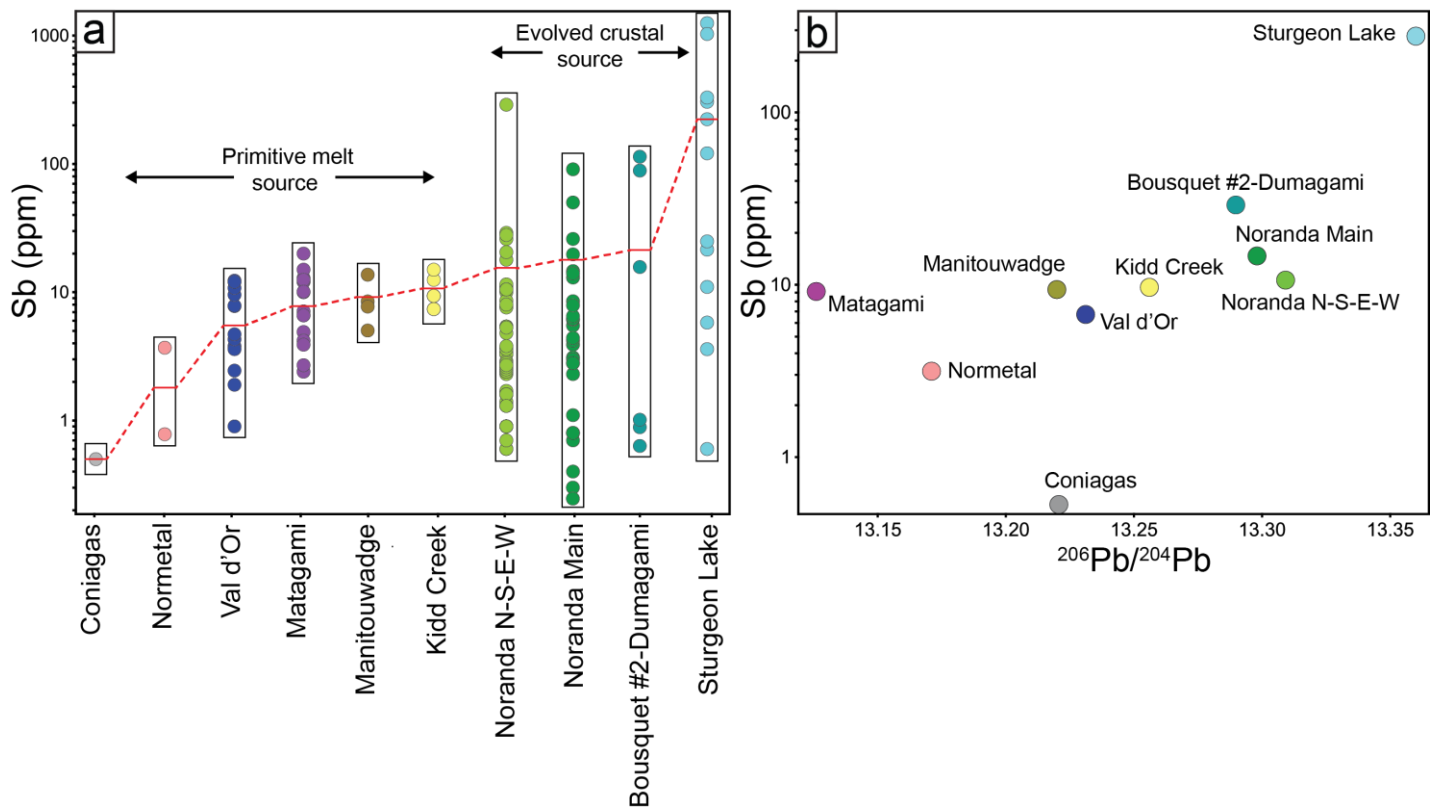 a
Sb (ppm)
1000
100
10
1
Primitive melt
source
Evolved crustal
source
Coniagas
Normetal
Val d’Or
Matagami
Manitouwadge
Kidd Creek
Noranda N-S-E-W
Noranda Main
Bousquet #2-Dumagami
Sturgeon Lake
b
Sb (ppm)
100
10
1
Sturgeon Lake
Bousquet #2-Dumagami
Noranda Main
Manitouwadge
Kidd Creek
Noranda N-S-E-W
Matagami
Val d’Or
Normetal
Coniagas
13.15
13.20
13.25
13.30
13.35
²⁰⁶Pb/²⁰⁴Pb